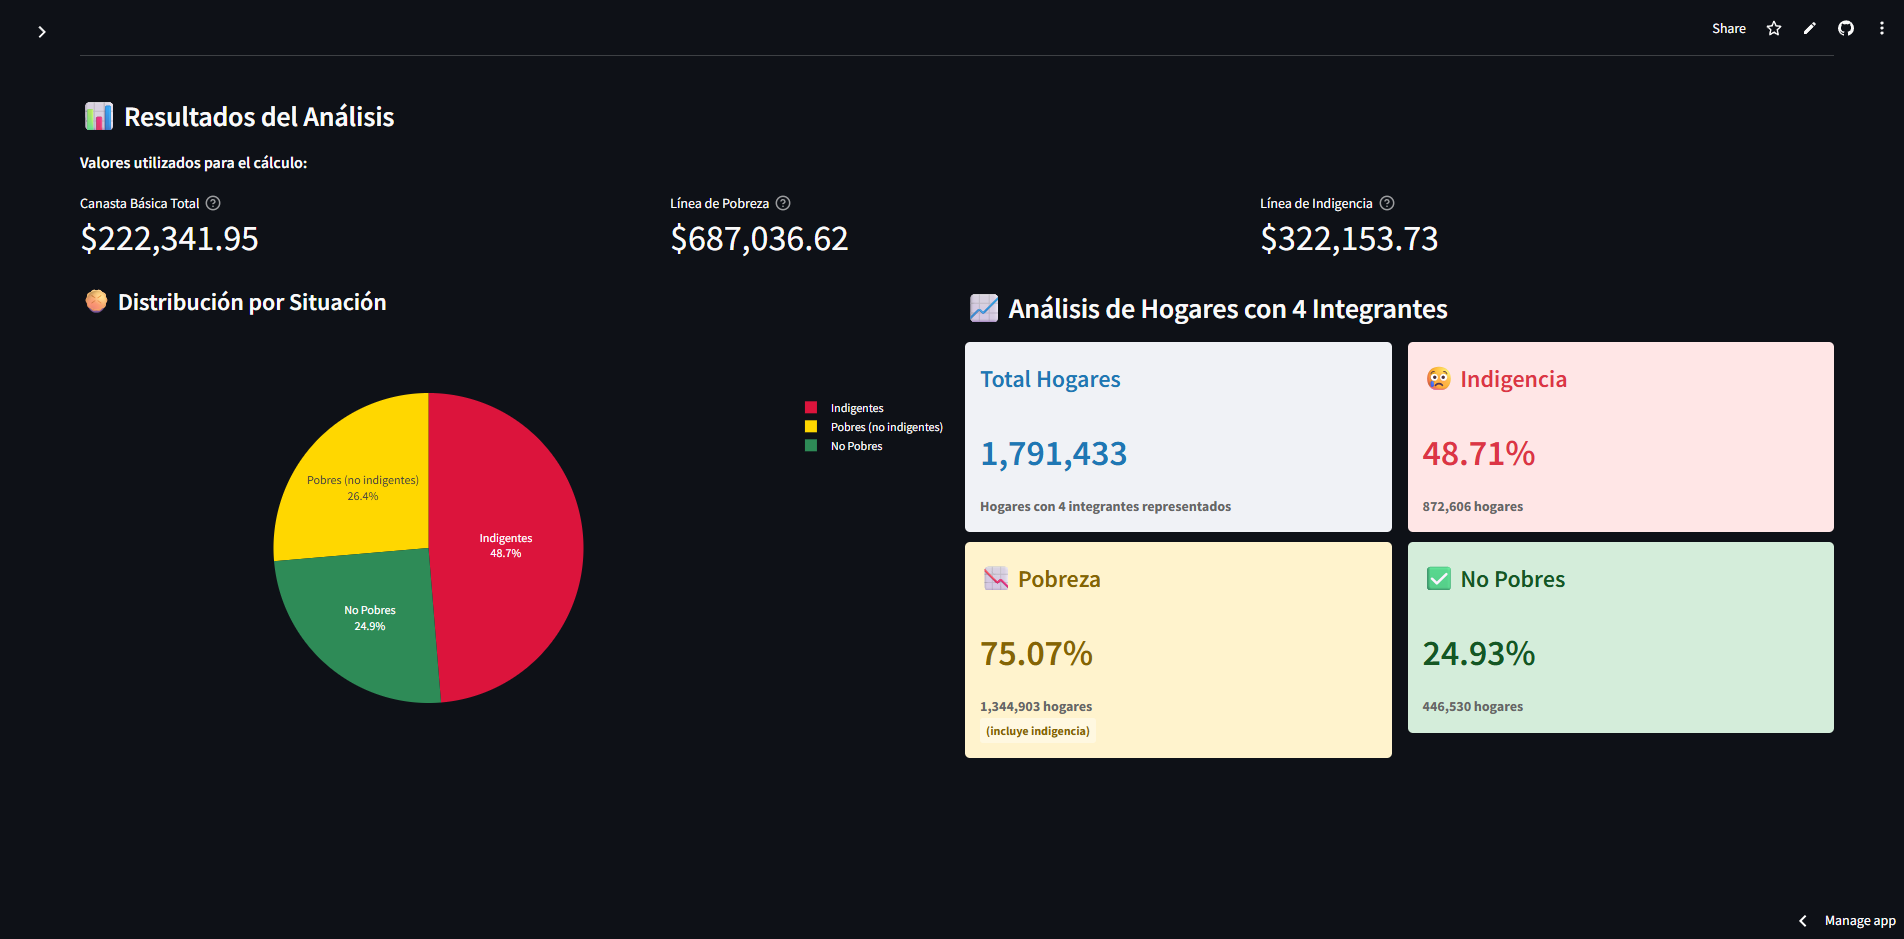 Share
Resultados del Análisis
Valores utilizados para el cálculo:
Canasta Básica Total
$222,341.95
Línea de Pobreza
$687,036.62
Línea de Indigencia
$322,153.73
Distribución por Situación
Indigentes
Pobres (no indigentes)
No Pobres
Pobres (no indigentes)
26.4%
Indigentes
48.7%
No Pobres
24.9%
Análisis de Hogares con 4 Integrantes
Total Hogares
1,791,433
Hogares con 4 integrantes representados
Indigencia
48.71%
872,606 hogares
Pobreza
75.07%
1,344,903 hogares
(incluye indigencia)
No Pobres
24.93%
446,530 hogares
Manage app